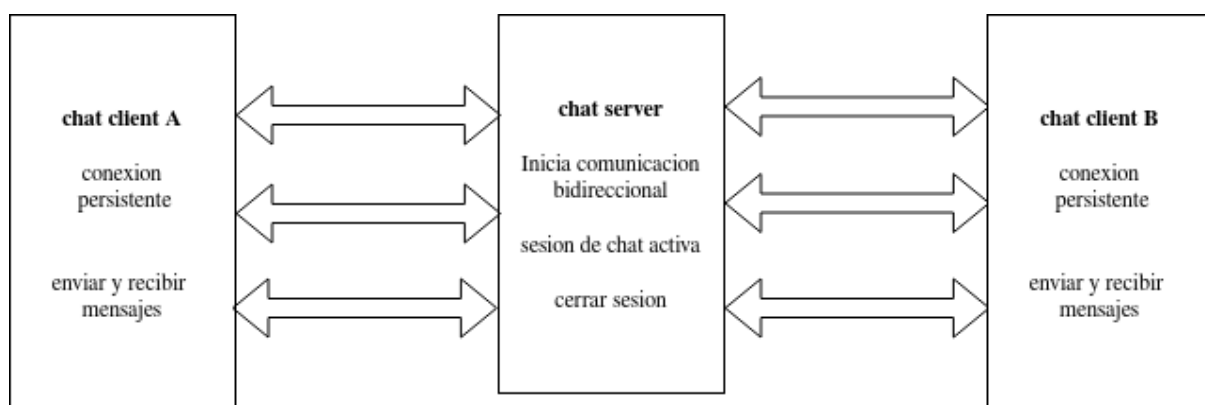 chat client A
conexion
persistente
enviar y recibir
mensajes
chat server
Inicia comunicacion
bidireccional
sesion de chat activa
cerrar sesion
chat client B
conexion
persistente
enviar y recibir
mensajes